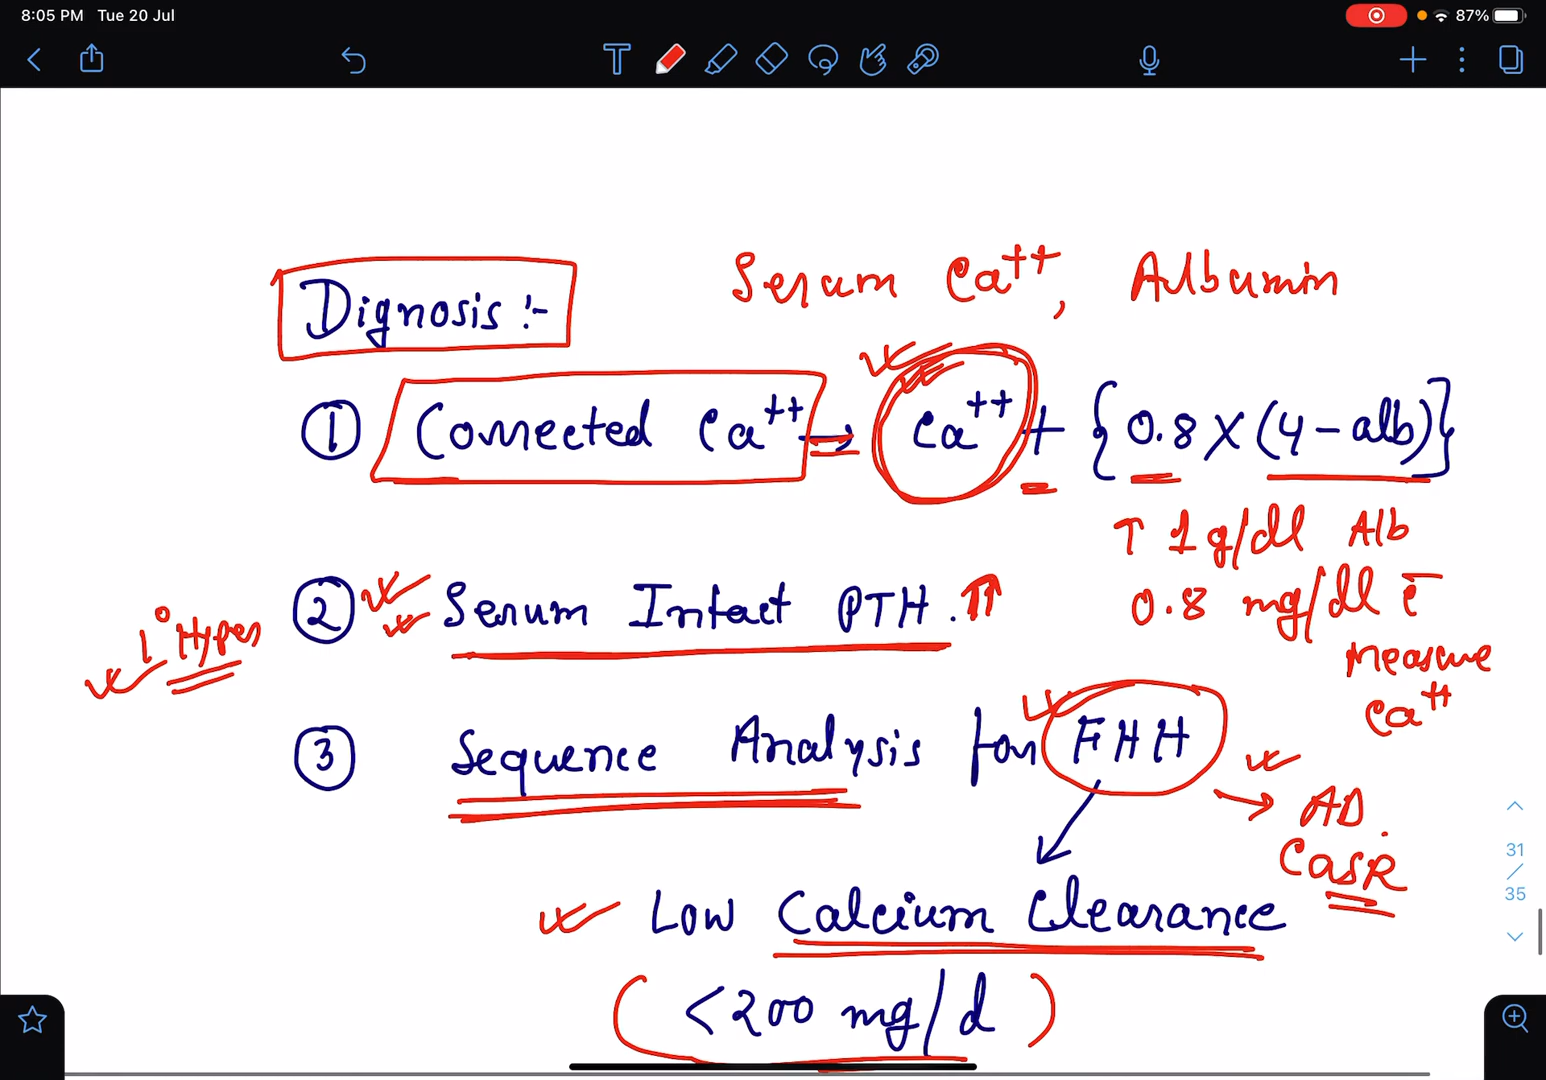 8:05 PM Tue 20 Jul 87%
Dignosis :-
Serum Ca++, Albumin
① Corrected Ca++ → Ca++ + {0.8 X (4 - alb)}
↑ 1 g/dl Alb
② Serum Intact PTH. ⇈
0.8 mg/dl c̄
1° Hyper
Measure
Ca++
③ Sequence Analysis for FHH
→ AD.
CasR
Low Calcium Clearance
(<200 mg/d)
31
/
35